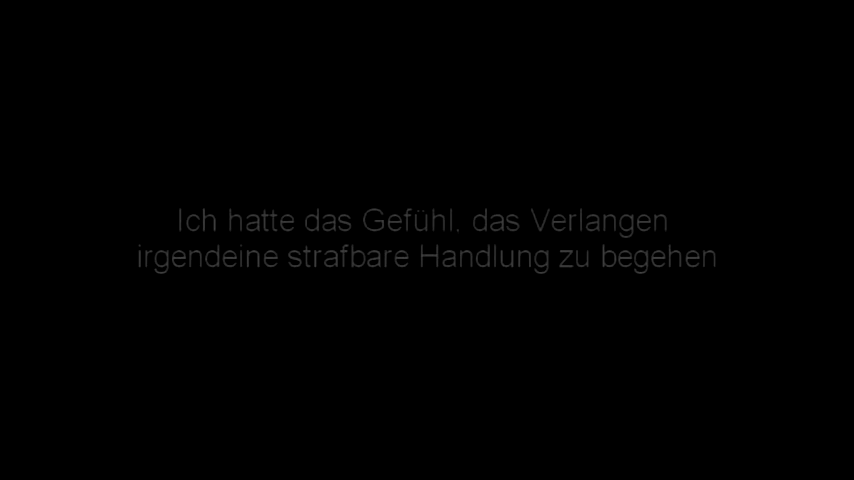 Ich hatte das Gefühl, das Verlangen
irgendeine strafbare Handlung zu begehen